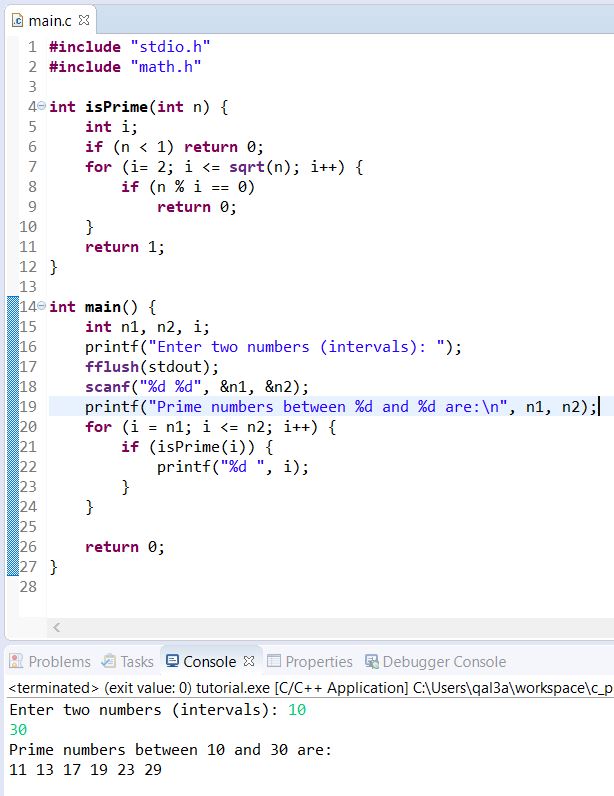 main.c
1 #include "stdio.h"
2 #include "math.h"
3
4 int isPrime(int n) {
5     int i;
6     if (n < 1) return 0;
7     for (i= 2; i <= sqrt(n); i++) {
8         if (n % i == 0)
9             return 0;
10     }
11     return 1;
12 }
13
14 int main() {
15     int n1, n2, i;
16     printf("Enter two numbers (intervals): ");
17     fflush(stdout);
18     scanf("%d %d", &n1, &n2);
19     printf("Prime numbers between %d and %d are:\n", n1, n2);
20     for (i = n1; i <= n2; i++) {
21         if (isPrime(i)) {
22             printf("%d ", i);
23         }
24     }
25
26     return 0;
27 }
28
Problems Tasks Console Properties Debugger Console
<terminated> (exit value: 0) tutorial.exe [C/C++ Application] C:\Users\qal3a\workspace\c_p
Enter two numbers (intervals): 10
30
Prime numbers between 10 and 30 are:
11 13 17 19 23 29